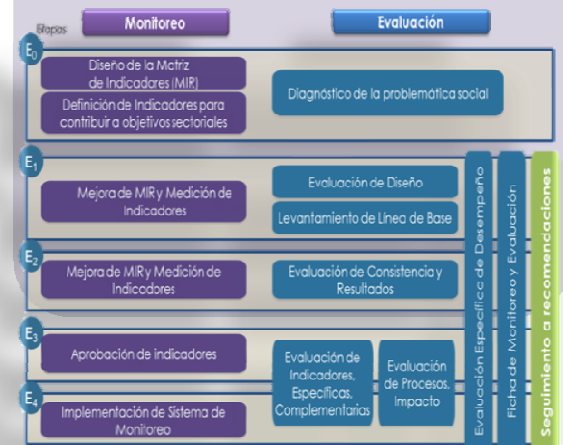 Etapas
Monitoreo
Evaluación
E0
Diseño de la Matriz
de Indicadores (MIR)
Definición de Indicadores para
contribuir a objetivos sectoriales
Diagnóstico de la problemática social
E1
Mejora de MIR y Medición de
Indicadores
Evaluación de Diseño
Levantamiento de Línea de Base
E2
Mejora de MIR y Medición de
Indicadores
Evaluación de Consistencia y
Resultados
E3
Aprobación de indicadores
E4
Implementación de Sistema de
Monitoreo
Evaluación de
Indicadores,
Específicas,
Complementarias
Evaluación
de Procesos,
Impacto
Evaluación Específica de Desempeño
Ficha de Monitoreo y Evaluación
Seguimiento a recomendaciones